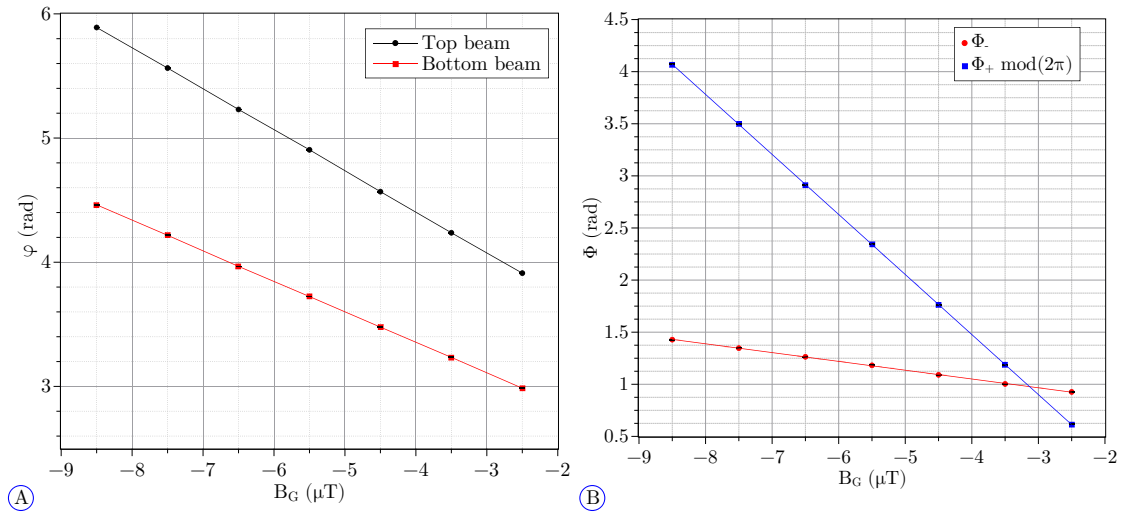 6
5
4
3
φ (rad)
Top beam
Bottom beam
−9 −8 −7 −6 −5 −4 −3 −2
B_G (μT)
A
4.5
4
3.5
3
2.5
2
1.5
1
0.5
Φ (rad)
Φ_-
Φ_+ mod(2π)
−9 −8 −7 −6 −5 −4 −3 −2
B_G (μT)
B